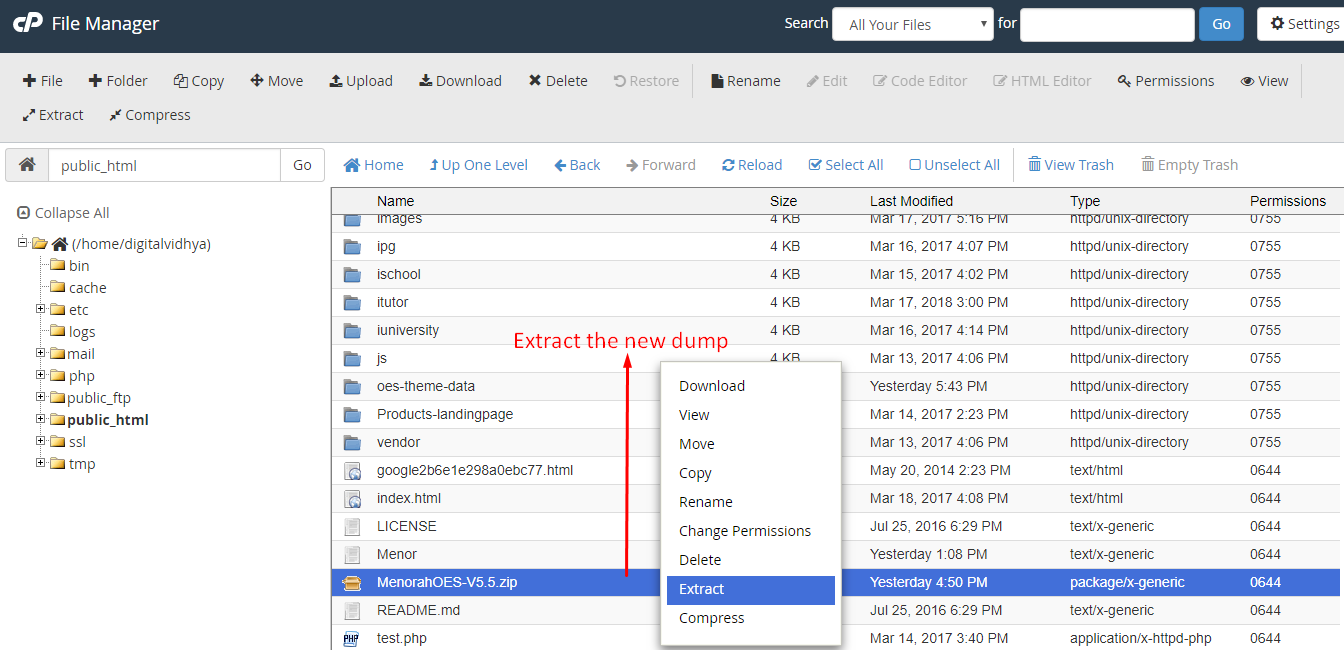 cP File Manager Search All Your Files for Go Settings
File Folder Copy Move Upload Download Delete Restore Rename Edit Code Editor HTML Editor Permissions View
Extract Compress
public_html Go Home Up One Level Back Forward Reload Select All Unselect All View Trash Empty Trash
Collapse All
(/home/digitalvidhya)
bin
cache
etc
logs
mail
php
public_ftp
public_html
ssl
tmp
Name Size Last Modified Type Permissions
images 4 KB Mar 17, 2017 5:16 PM httpd/unix-directory 0755
ipg 4 KB Mar 16, 2017 4:07 PM httpd/unix-directory 0755
ischool 4 KB Mar 15, 2017 4:02 PM httpd/unix-directory 0755
itutor 4 KB Mar 17, 2018 3:00 PM httpd/unix-directory 0755
iuniversity 4 KB Mar 16, 2017 4:14 PM httpd/unix-directory 0755
Extract the new dump
js 4 KB Mar 13, 2017 4:06 PM httpd/unix-directory 0755
oes-theme-data Yesterday 5:43 PM httpd/unix-directory 0755
Products-landingpage Mar 14, 2017 2:23 PM httpd/unix-directory 0755
vendor Mar 13, 2017 4:06 PM httpd/unix-directory 0755
google2b6e1e298a0ebc77.html May 20, 2014 2:23 PM text/html 0644
index.html Mar 18, 2017 4:08 PM text/html 0644
LICENSE Jul 25, 2016 6:29 PM text/x-generic 0644
Menor Yesterday 1:08 PM text/x-generic 0644
MenorahOES-V5.5.zip Yesterday 4:50 PM package/x-generic 0644
README.md Jul 25, 2016 6:29 PM text/x-generic 0644
PHP test.php Mar 14, 2017 3:40 PM application/x-httpd-php 0644
Download
View
Move
Copy
Rename
Change Permissions
Delete
Extract
Compress